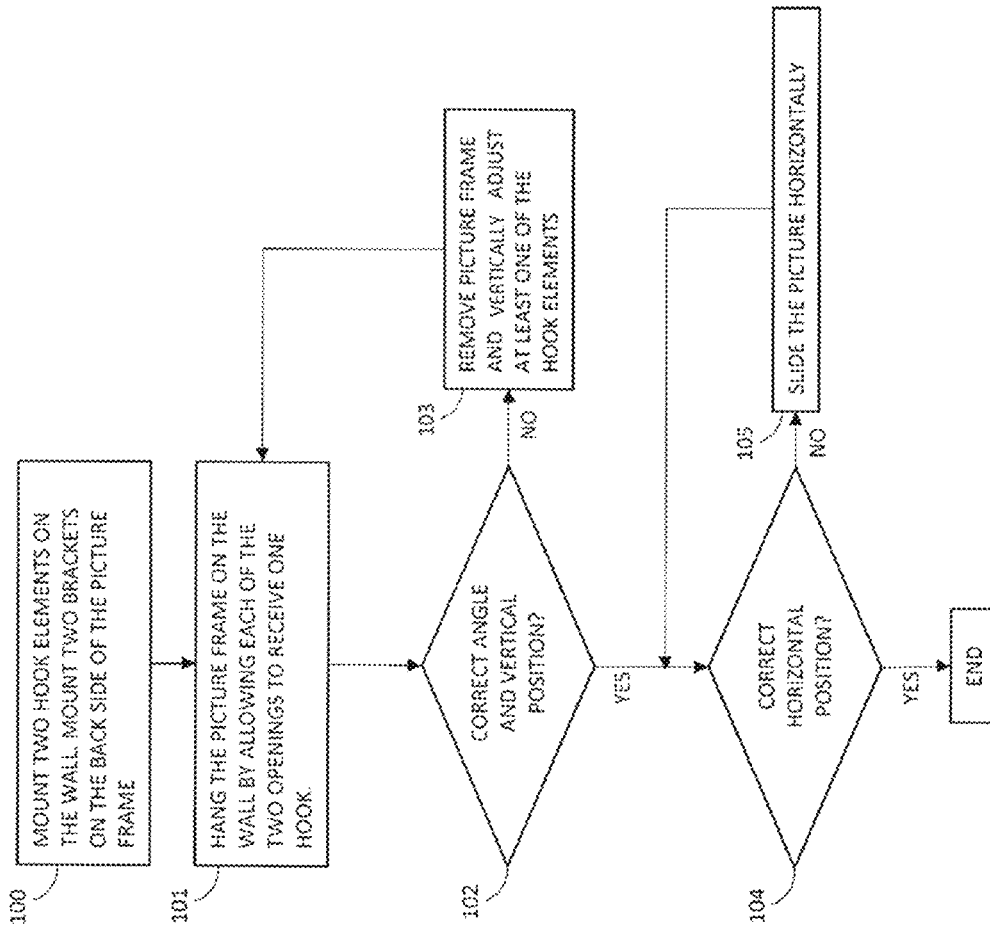 100
MOUNT TWO HOOK ELEMENTS ON
THE WALL. MOUNT TWO BRACKETS
ON THE BACK SIDE OF THE PICTURE
FRAME
101
HANG THE PICTURE FRAME ON THE
WALL BY ALLOWING EACH OF THE
TWO OPENINGS TO RECEIVE ONE
HOOK.
102
CORRECT ANGLE
AND VERTICAL
POSITION?
NO
103
REMOVE PICTURE FRAME
AND VERTICALLY ADJUST
AT LEAST ONE OF THE
HOOK ELEMENTS
YES
104
CORRECT
HORIZONTAL
POSITION?
NO
105
SLIDE THE PICTURE HORIZONTALLY
YES
END